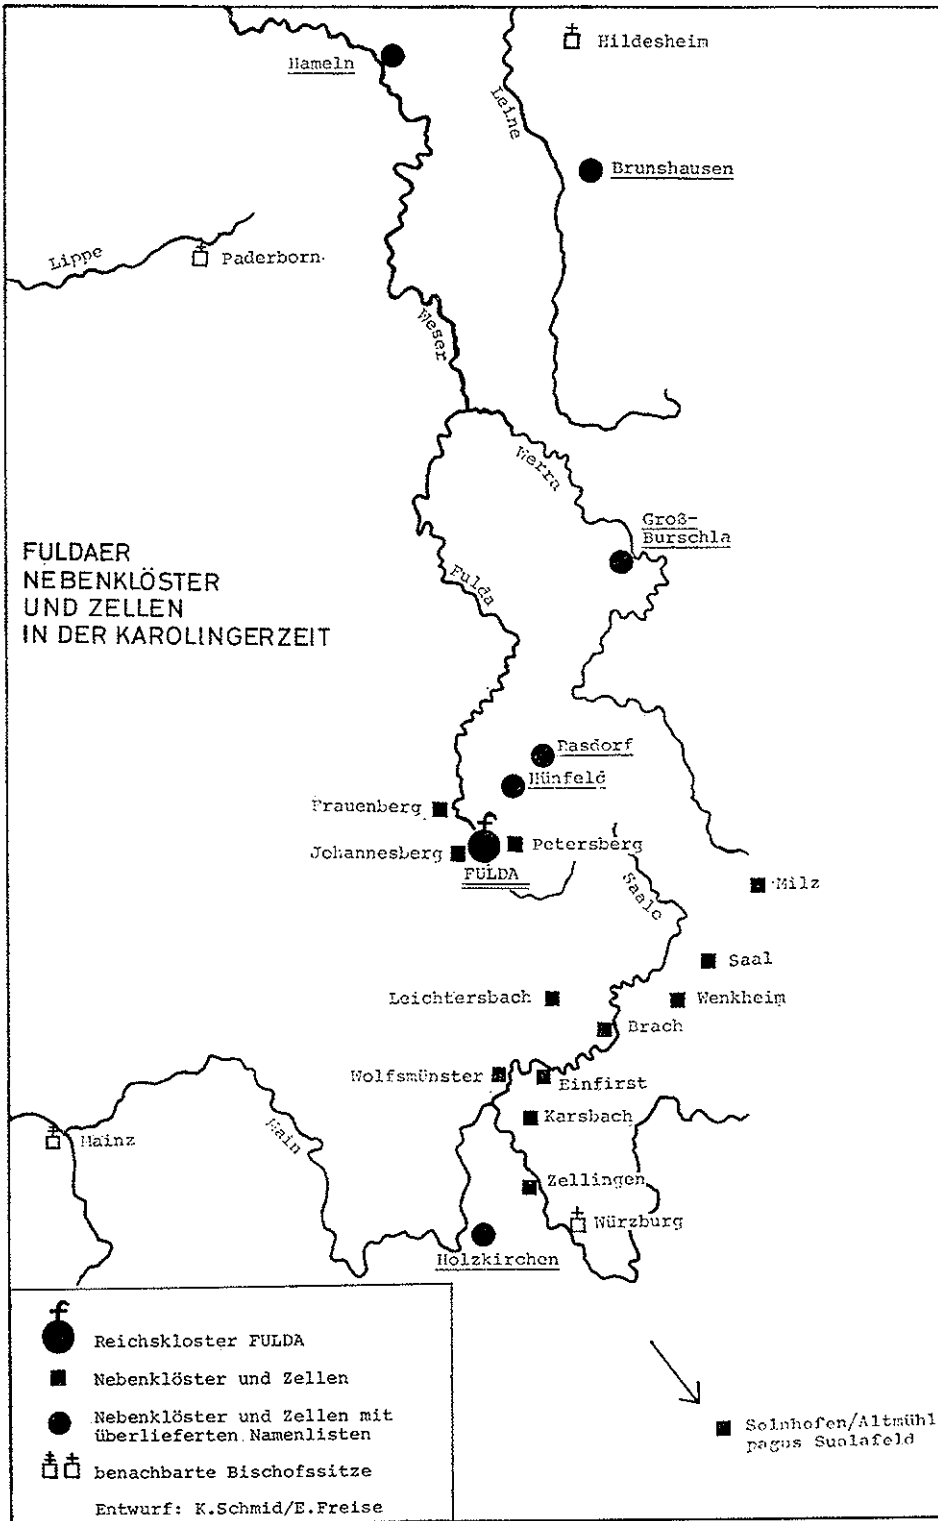 Hildesheim
Hameln
Leine
Brunshausen
Lippe
Paderborn
Weser
Werra
Groß-
Burschla
FULDAER
NEBENKLÖSTER
UND ZELLEN
IN DER KAROLINGERZEIT
Fulda
Rasdorf
Hünfeld
Frauenberg
f
Johannesberg
Petersberg
FULDA
Saale
Milz
Saal
Leichtersbach
Wenkheim
Brach
Wolfsmünster
Einfirst
Karsbach
Main
Mainz
Zellingen
Würzburg
Holzkirchen
f
Reichskloster FULDA
Nebenklöster und Zellen
Nebenklöster und Zellen mit
überlieferten Namenlisten
benachbarte Bischofssitze
Entwurf: K.Schmid/E.Freise
Solnhofen/Altmühl
pagus Sualafeld